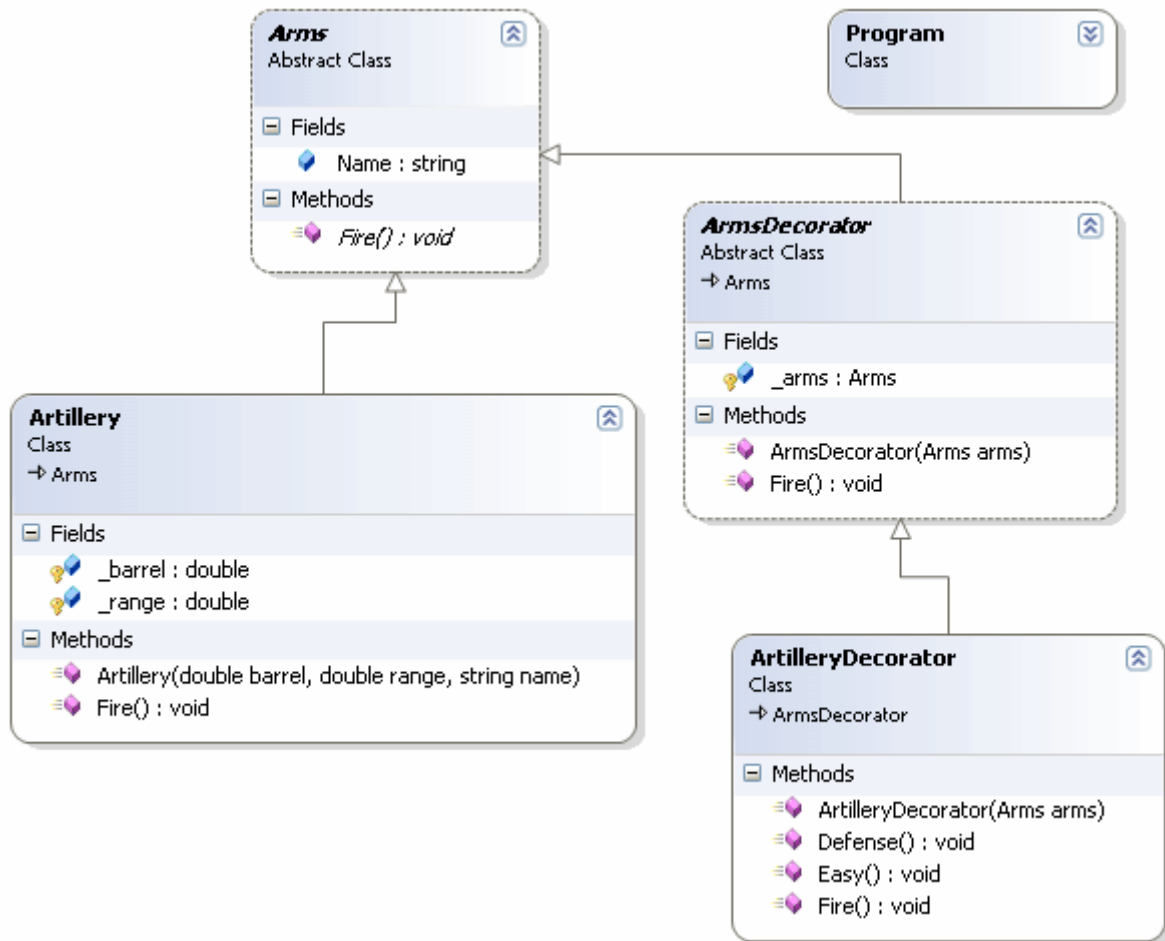 Arms
Abstract Class
Fields
Name : string
Methods
Fire() : void
Program
Class
ArmsDecorator
Abstract Class
Arms
Fields
_arms : Arms
Methods
ArmsDecorator(Arms arms)
Fire() : void
Artillery
Class
Arms
Fields
_barrel : double
_range : double
Methods
Artillery(double barrel, double range, string name)
Fire() : void
ArtilleryDecorator
Class
ArmsDecorator
Methods
ArtilleryDecorator(Arms arms)
Defense() : void
Easy() : void
Fire() : void